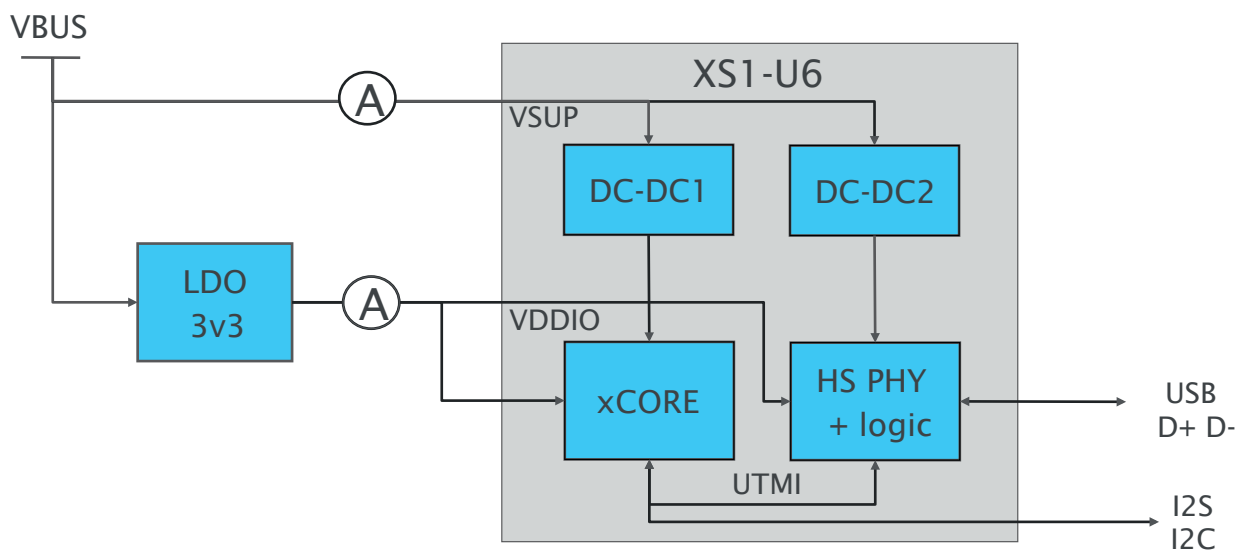 VBUS
XS1-U6
A
VSUP
DC-DC1
DC-DC2
LDO
3v3
A
VDDIO
xCORE
HS PHY
+ logic
USB
D+ D-
UTMI
I2S
I2C